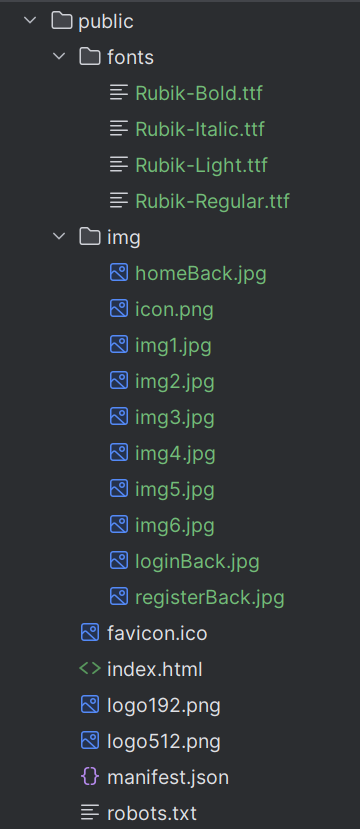 public
fonts
Rubik-Bold.ttf
Rubik-Italic.ttf
Rubik-Light.ttf
Rubik-Regular.ttf
img
homeBack.jpg
icon.png
img1.jpg
img2.jpg
img3.jpg
img4.jpg
img5.jpg
img6.jpg
loginBack.jpg
registerBack.jpg
favicon.ico
index.html
logo192.png
logo512.png
manifest.json
robots.txt